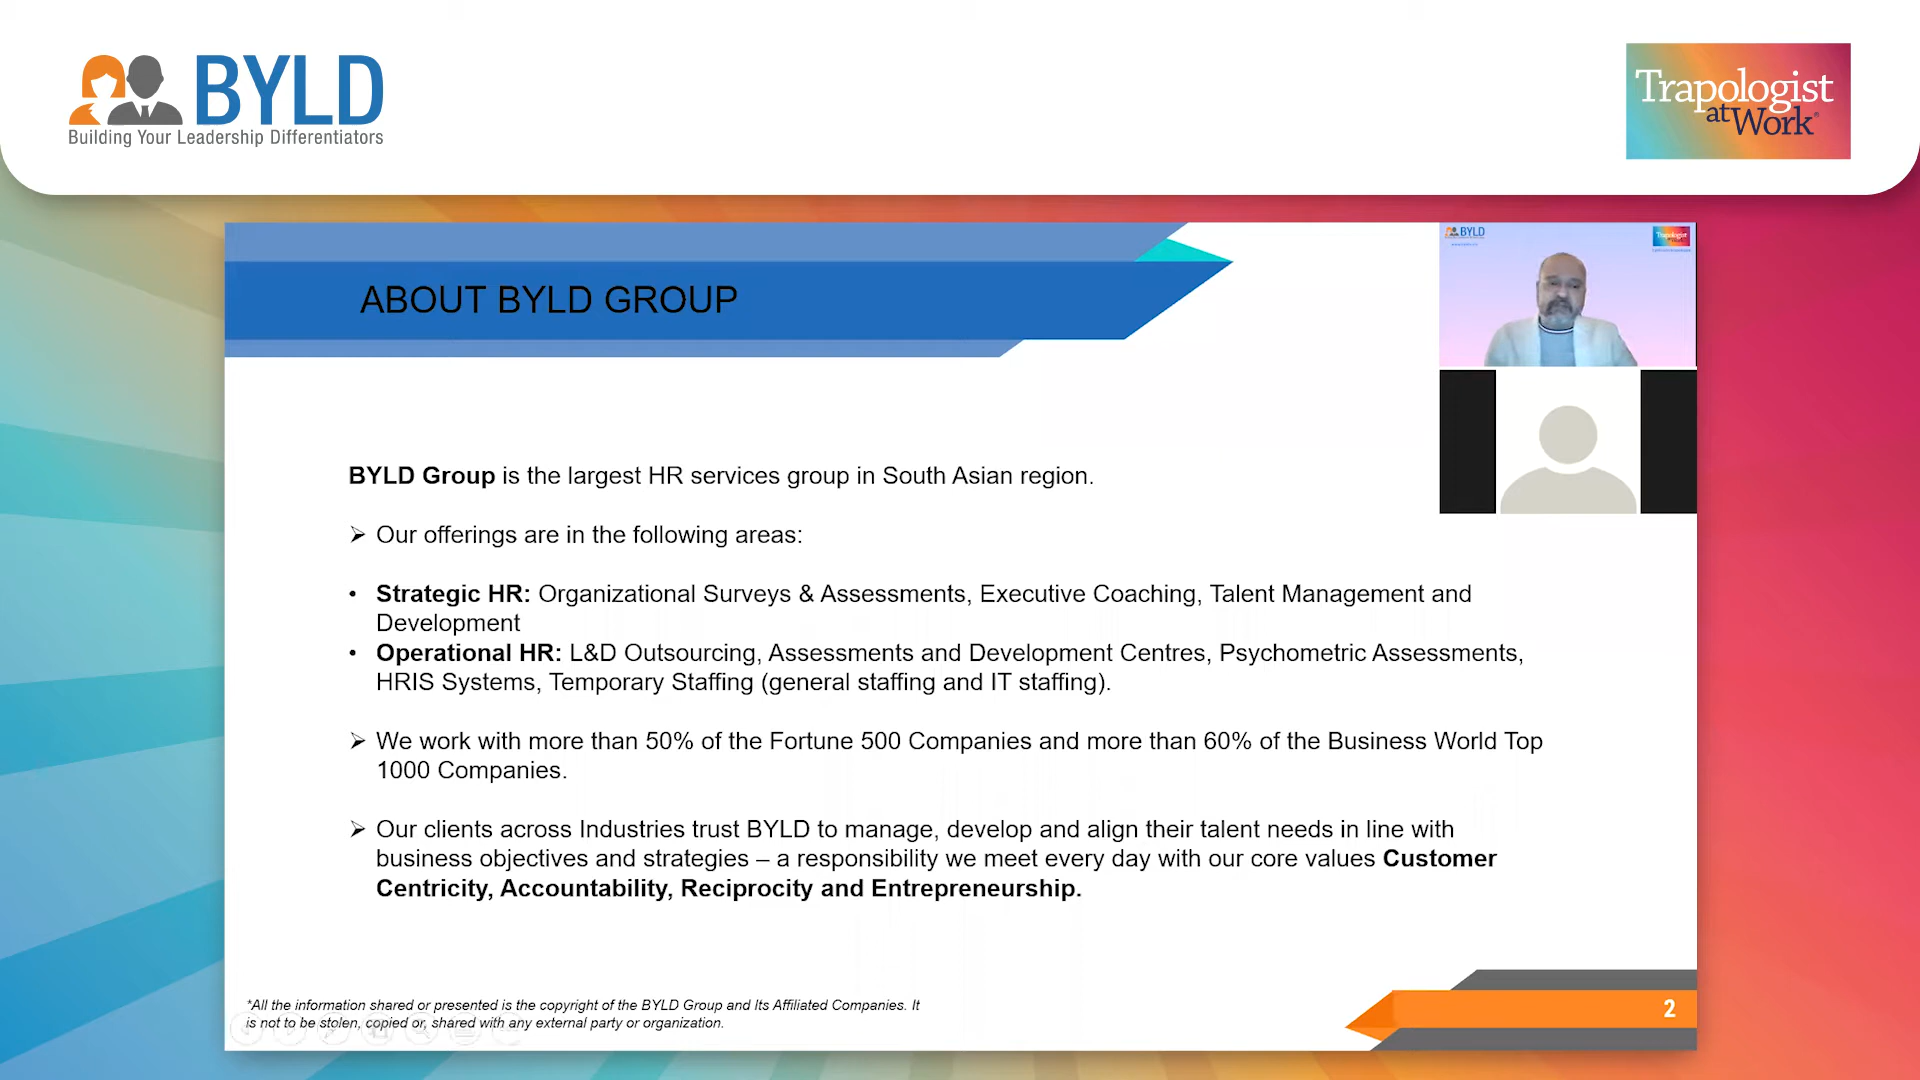 BYLD
Building Your Leadership Differentiators
Trapologist
at Work
ABOUT BYLD GROUP
BYLD
Trapologist
BYLD Group is the largest HR services group in South Asian region.
➢ Our offerings are in the following areas:
• Strategic HR: Organizational Surveys & Assessments, Executive Coaching, Talent Management and
Development
• Operational HR: L&D Outsourcing, Assessments and Development Centres, Psychometric Assessments,
HRIS Systems, Temporary Staffing (general staffing and IT staffing).
➢ We work with more than 50% of the Fortune 500 Companies and more than 60% of the Business World Top
1000 Companies.
➢ Our clients across Industries trust BYLD to manage, develop and align their talent needs in line with
business objectives and strategies – a responsibility we meet every day with our core values Customer
Centricity, Accountability, Reciprocity and Entrepreneurship.
*All the information shared or presented is the copyright of the BYLD Group and Its Affiliated Companies. It
is not to be stolen, copied or, shared with any external party or organization.
2